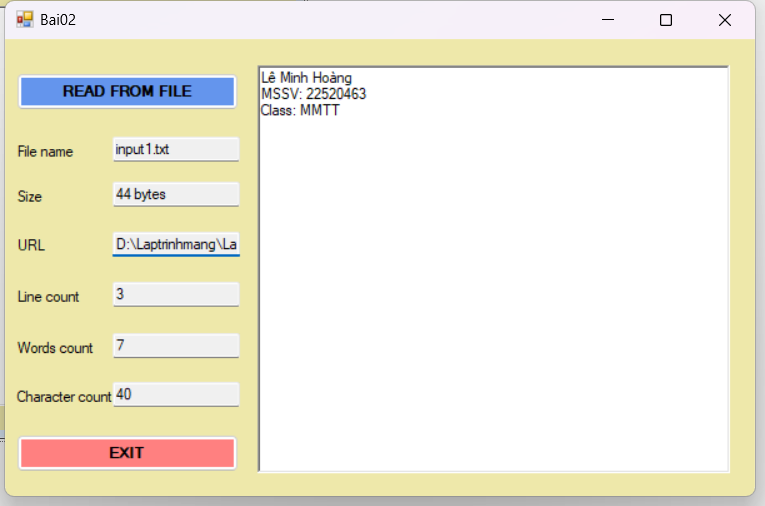 Bai02
READ FROM FILE
File name
input1.txt
Size
44 bytes
URL
D:\Laptrinhmang\La
Line count
3
Words count
7
Character count
40
EXIT
Lê Minh Hoàng
MSSV: 22520463
Class: MMTT